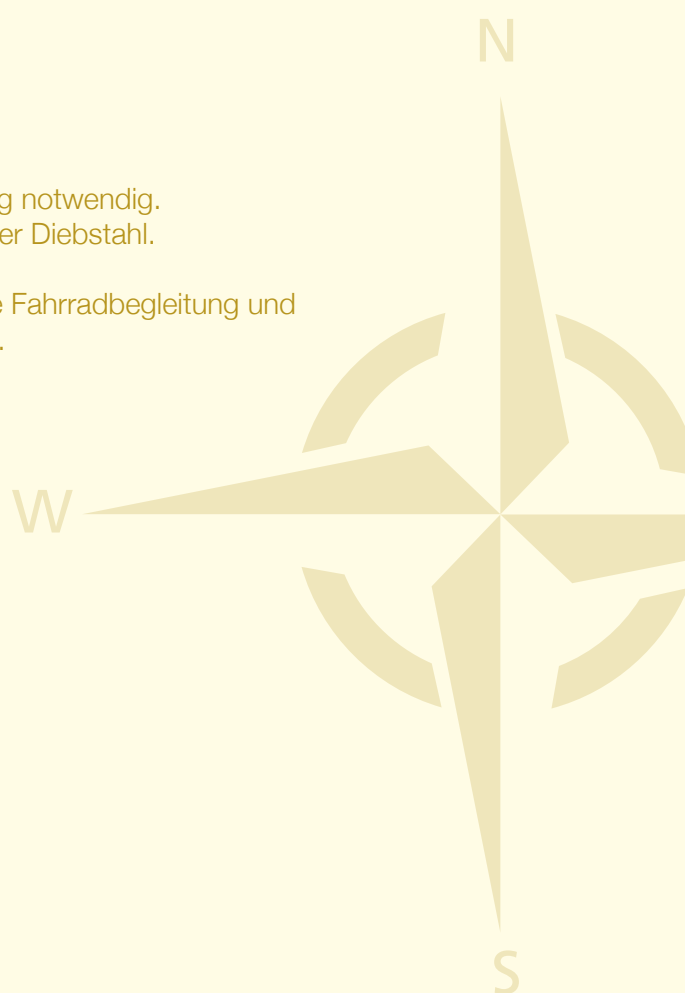 N
g notwendig.
er Diebstahl.
e Fahrradbegleitung und
.
W
S